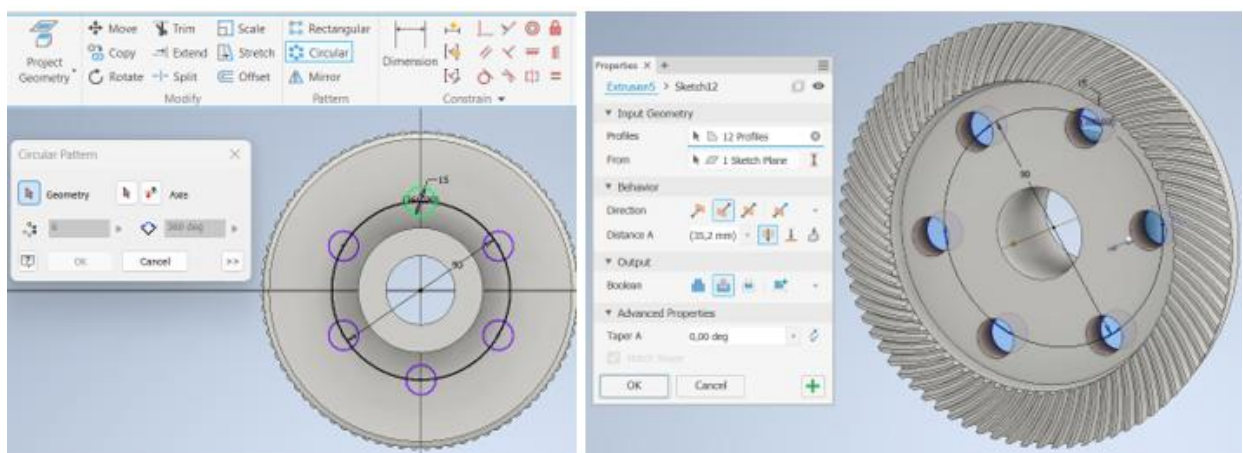 Project
Geometry
Move
Copy
Rotate
Trim
Extend
Split
Scale
Stretch
Offset
Modify
Rectangular
Circular
Mirror
Pattern
Dimension
Constrain
Circular Pattern
Geometry
Axis
6
360 deg
OK
Cancel
>>
15
90
Properties
Extrusion5 > Sketch12
Input Geometry
Profiles
12 Profiles
From
1 Sketch Plane
Behavior
Direction
Distance A
(35,2 mm)
Output
Boolean
Advanced Properties
Taper A
0,00 deg
Match Shape
OK
Cancel
15
90